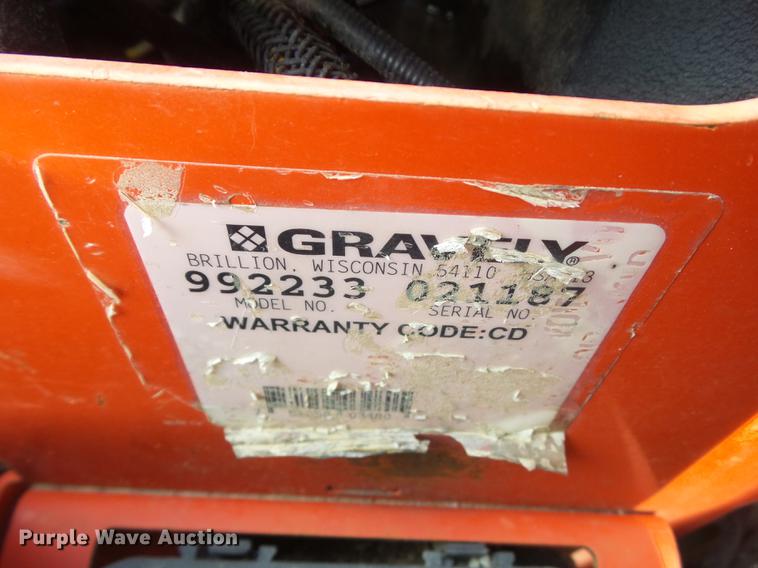 GRAVELY®
BRILLION, WISCONSIN 54110
992233 021187
MODEL NO. SERIAL NO.
WARRANTY CODE:CD
Purple Wave Auction®